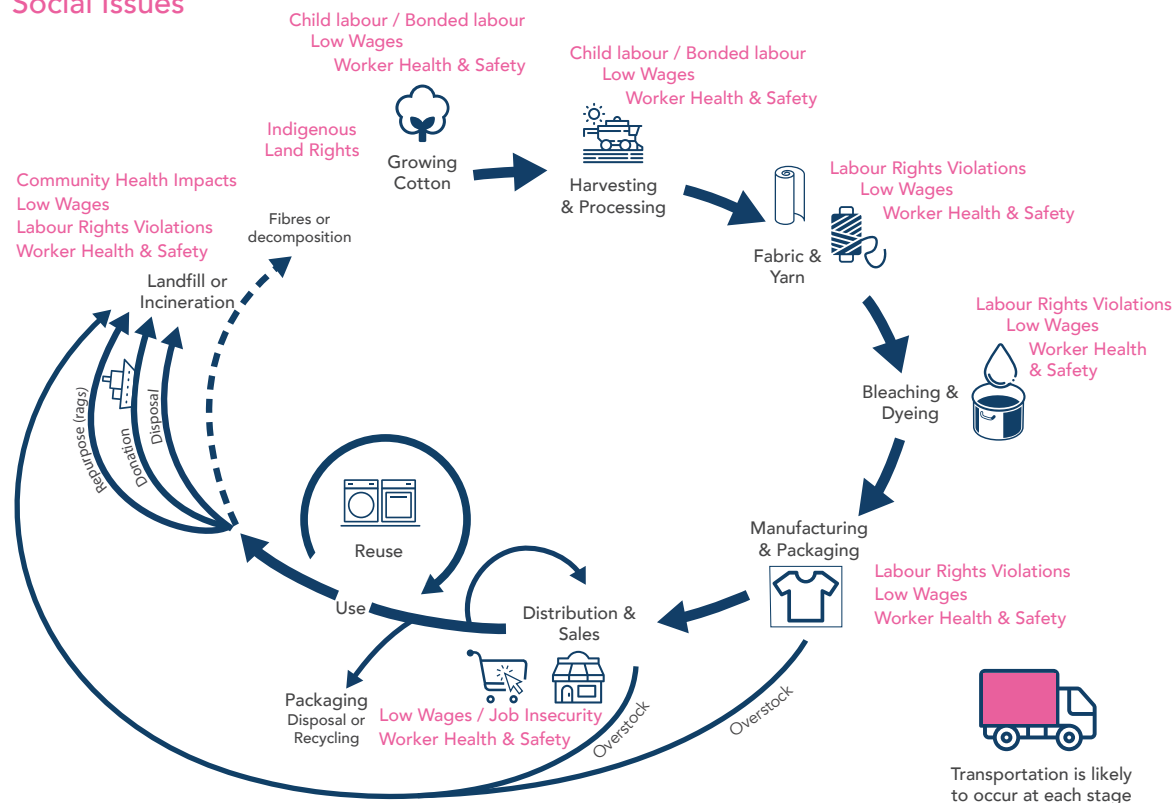 Social Issues
Child labour / Bonded labour
Low Wages
Worker Health & Safety
Child labour / Bonded labour
Low Wages
Worker Health & Safety
Indigenous
Land Rights
Growing
Cotton
Harvesting
& Processing
Labour Rights Violations
Low Wages
Worker Health & Safety
Fabric &
Yarn
Community Health Impacts
Low Wages
Labour Rights Violations
Worker Health & Safety
Fibres or
decomposition
Landfill or
Incineration
Labour Rights Violations
Low Wages
Worker Health
& Safety
Bleaching &
Dyeing
Repurpose (rags)
Donation
Disposal
Reuse
Manufacturing
& Packaging
Labour Rights Violations
Low Wages
Worker Health & Safety
Use
Distribution &
Sales
Packaging
Disposal or
Recycling
Low Wages / Job Insecurity
Worker Health & Safety
Overstock
Overstock
Transportation is likely
to occur at each stage